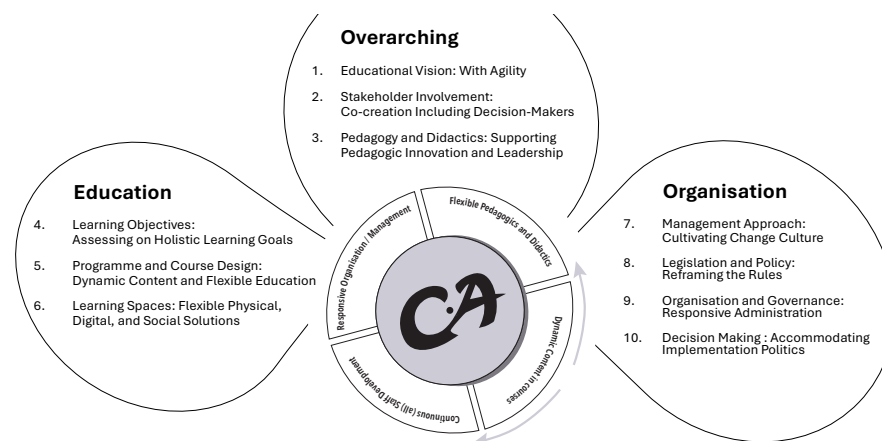 Overarching
1. Educational Vision: With Agility
2. Stakeholder Involvement:
Co-creation Including Decision-Makers
3. Pedagogy and Didactics: Supporting
Pedagogic Innovation and Leadership
Education
4. Learning Objectives:
Assessing on Holistic Learning Goals
5. Programme and Course Design:
Dynamic Content and Flexible Education
6. Learning Spaces: Flexible Physical,
Digital, and Social Solutions
Organisation
7. Management Approach:
Cultivating Change Culture
8. Legislation and Policy:
Reframing the Rules
9. Organisation and Governance:
Responsive Administration
10. Decision Making : Accommodating
Implementation Politics
Responsive Organisation / Management
Flexible Pedagogics and Didactics
Dynamic Content in courses
Continuous (all) Staff Development
CA